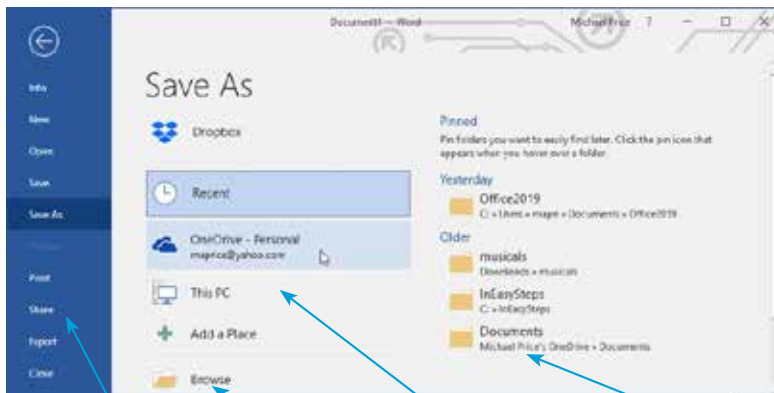 Document1 - Word
Michael Price
?
Info
New
Open
Save
Save As
Print
Share
Export
Close
Save As
Dropbox
Recent
OneDrive - Personal
maprice@yahoo.com
This PC
Add a Place
Browse
Pinned
Pin folders you want to easily find later. Click the pin icon that
appears when you hover over a folder.
Yesterday
Office2019
C: » Users » mapri » Documents » Office2019
Older
musicals
Downloads » musicals
InEasySteps
C: » InEasySteps
Documents
Michael Price's OneDrive » Documents